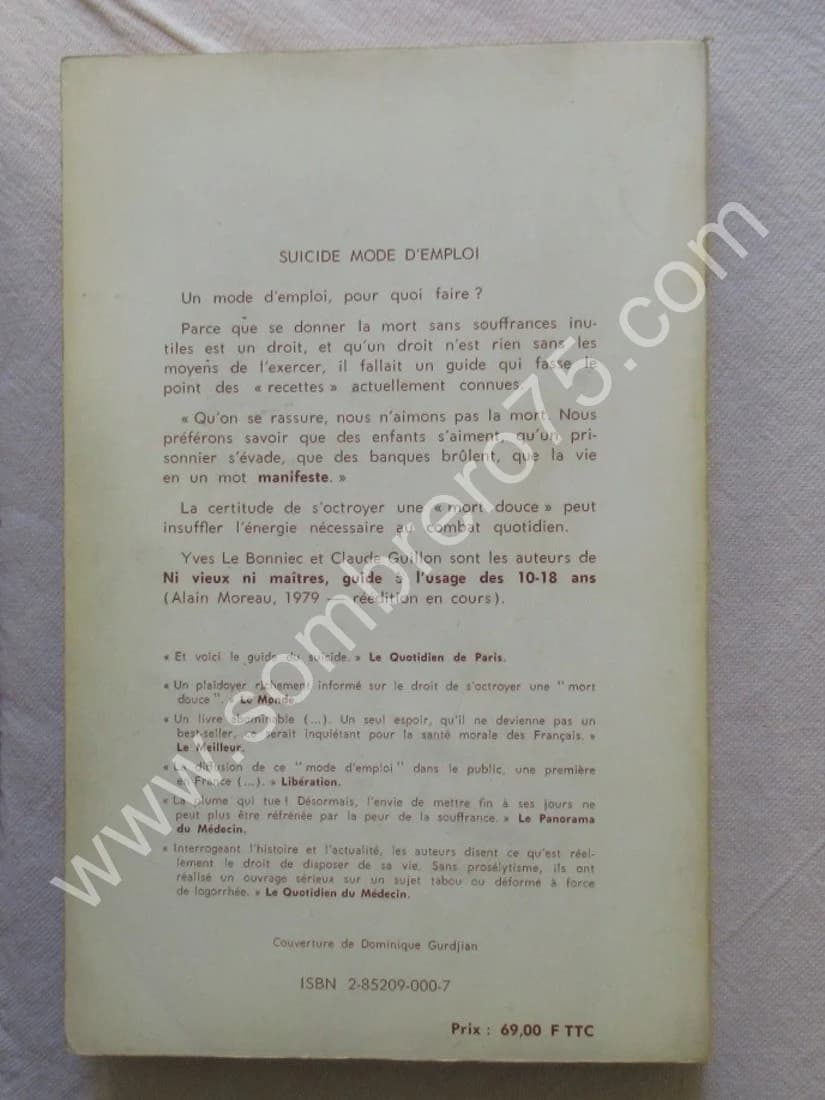 SUICIDE MODE D'EMPLOI
Un mode d'emploi, pour quoi faire ?
Parce que se donner la mort sans souffrances inu-
tiles est un droit, et qu'un droit n'est rien sans les
moyens de l'exercer, il fallait un guide qui fasse le
point des « recettes » actuellement connues.
« Qu'on se rassure, nous n'aimons pas la mort. Nous
préférons savoir que des enfants s'aiment, qu'un pri-
sonnier s'évade, que des banques brûlent, que la vie
en un mot manifeste. »
La certitude de s'octroyer une « mort douce » peut
insuffler l'énergie nécessaire au combat quotidien.
Yves Le Bonniec et Claude Guillon sont les auteurs de
Ni vieux ni maîtres, guide à l'usage des 10-18 ans
(Alain Moreau, 1979 — réédition en cours).
« Et voici le guide du suicide. » Le Quotidien de Paris.
« Un plaidoyer richement informé sur le droit de s'octroyer une " mort
douce ". » Le Monde
« Un livre abominable (...). Un seul espoir, qu'il ne devienne pas un
best-seller, ce serait inquiétant pour la santé morale des Français. »
Le Meilleur.
« La diffusion de ce " mode d'emploi " dans le public, une première
en France (...). » Libération.
« La plume qui tue ! Désormais, l'envie de mettre fin à ses jours ne
peut plus être réfrénée par la peur de la souffrance. » Le Panorama
du Médecin.
« Interrogeant l'histoire et l'actualité, les auteurs disent ce qu'est réel-
lement le droit de disposer de sa vie. Sans prosélytisme, ils ont
réalisé un ouvrage sérieux sur un sujet tabou ou déformé à force
de logorrhée. » Le Quotidien du Médecin.
Couverture de Dominique Gurdjian
ISBN 2-85209-000-7
Prix : 69,00 F TTC
www.sombrero75.com